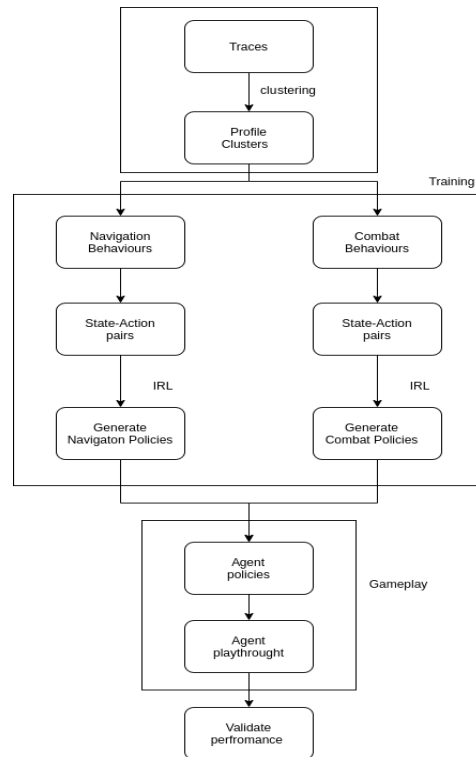 Traces
clustering
Profile
Clusters
Training
Navigation
Behaviours
Combat
Behaviours
State-Action
pairs
State-Action
pairs
IRL
IRL
Generate
Navigaton Policies
Generate
Combat Policies
Agent
policies
Gameplay
Agent
playthrought
Validate
perfromance